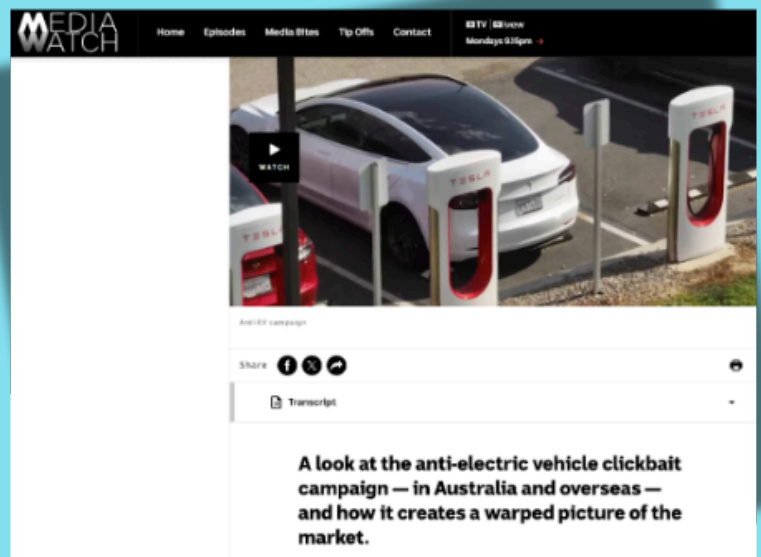 MEDIA
WATCH
Home Episodes Media Bites Tip Offs Contact
TV iview
Mondays 9.15pm →
WATCH
TESLA
TESLA
TESL
Anti-EV campaign
Share
Transcript
A look at the anti-electric vehicle clickbait
campaign — in Australia and overseas —
and how it creates a warped picture of the
market.